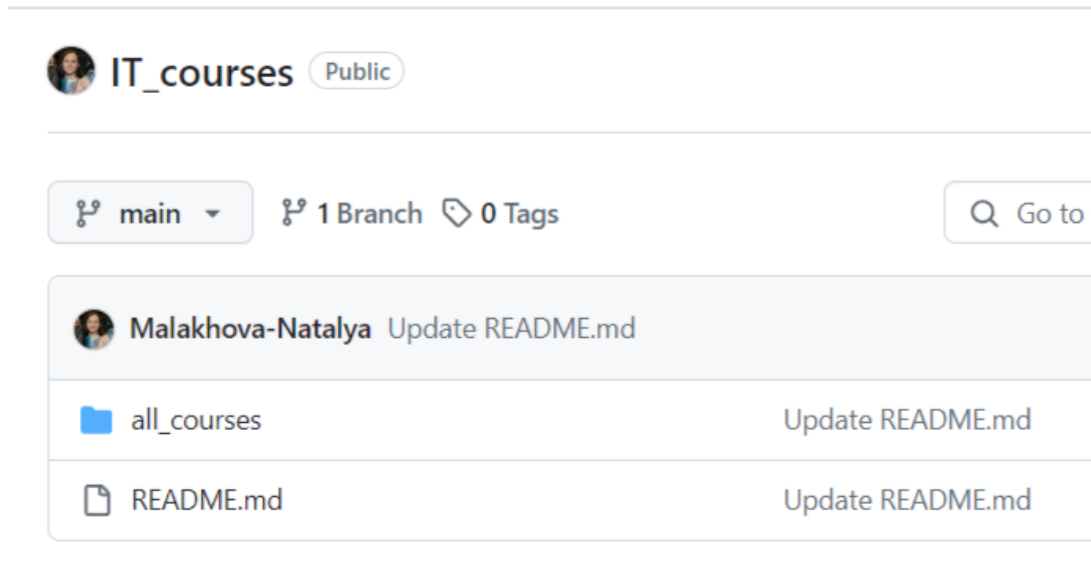 IT_courses Public
main 1 Branch 0 Tags Go to
Malakhova-Natalya Update README.md
all_courses Update README.md
README.md Update README.md